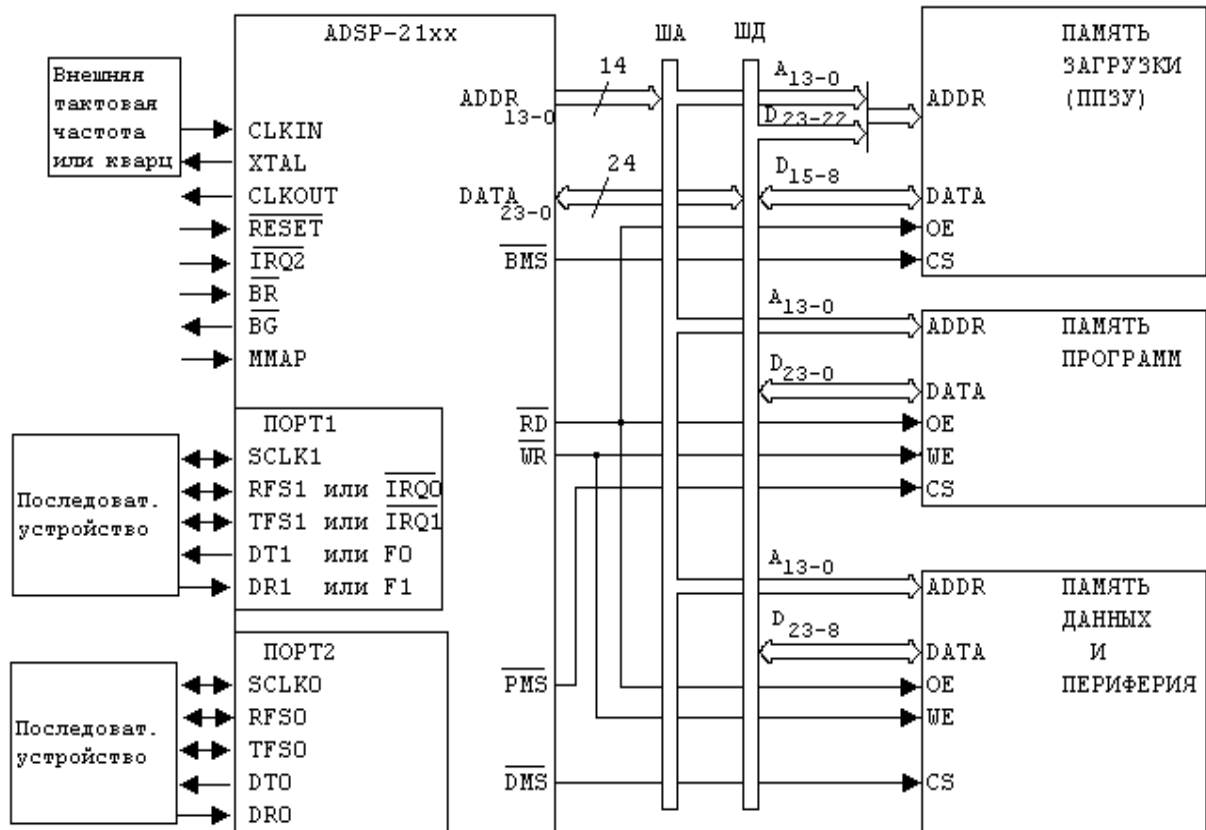 ADSP-21xx
Внешняя
тактовая
частота
или кварц
CLKIN
XTAL
CLKOUT
RESET
IRQ2
BR
BG
MMAP
ADDR 13-0
DATA 23-0
BMS
RD
WR
PMS
DMS
14
24
ША
ШД
A13-0
D23-22
D15-8
A13-0
D23-0
A13-0
D23-8
ПАМЯТЬ
ЗАГРУЗКИ
(ППЗУ)
ADDR
DATA
OE
CS
ПАМЯТЬ
ПРОГРАММ
ADDR
DATA
OE
WE
CS
ПАМЯТЬ
ДАННЫХ
И
ПЕРИФЕРИЯ
ADDR
DATA
OE
WE
CS
Последоват.
устройство
ПОРТ1
SCLK1
RFS1 или IRQ0
TFS1 или IRQ1
DT1 или F0
DR1 или F1
Последоват.
устройство
ПОРТ2
SCLK0
RFS0
TFS0
DT0
DR0